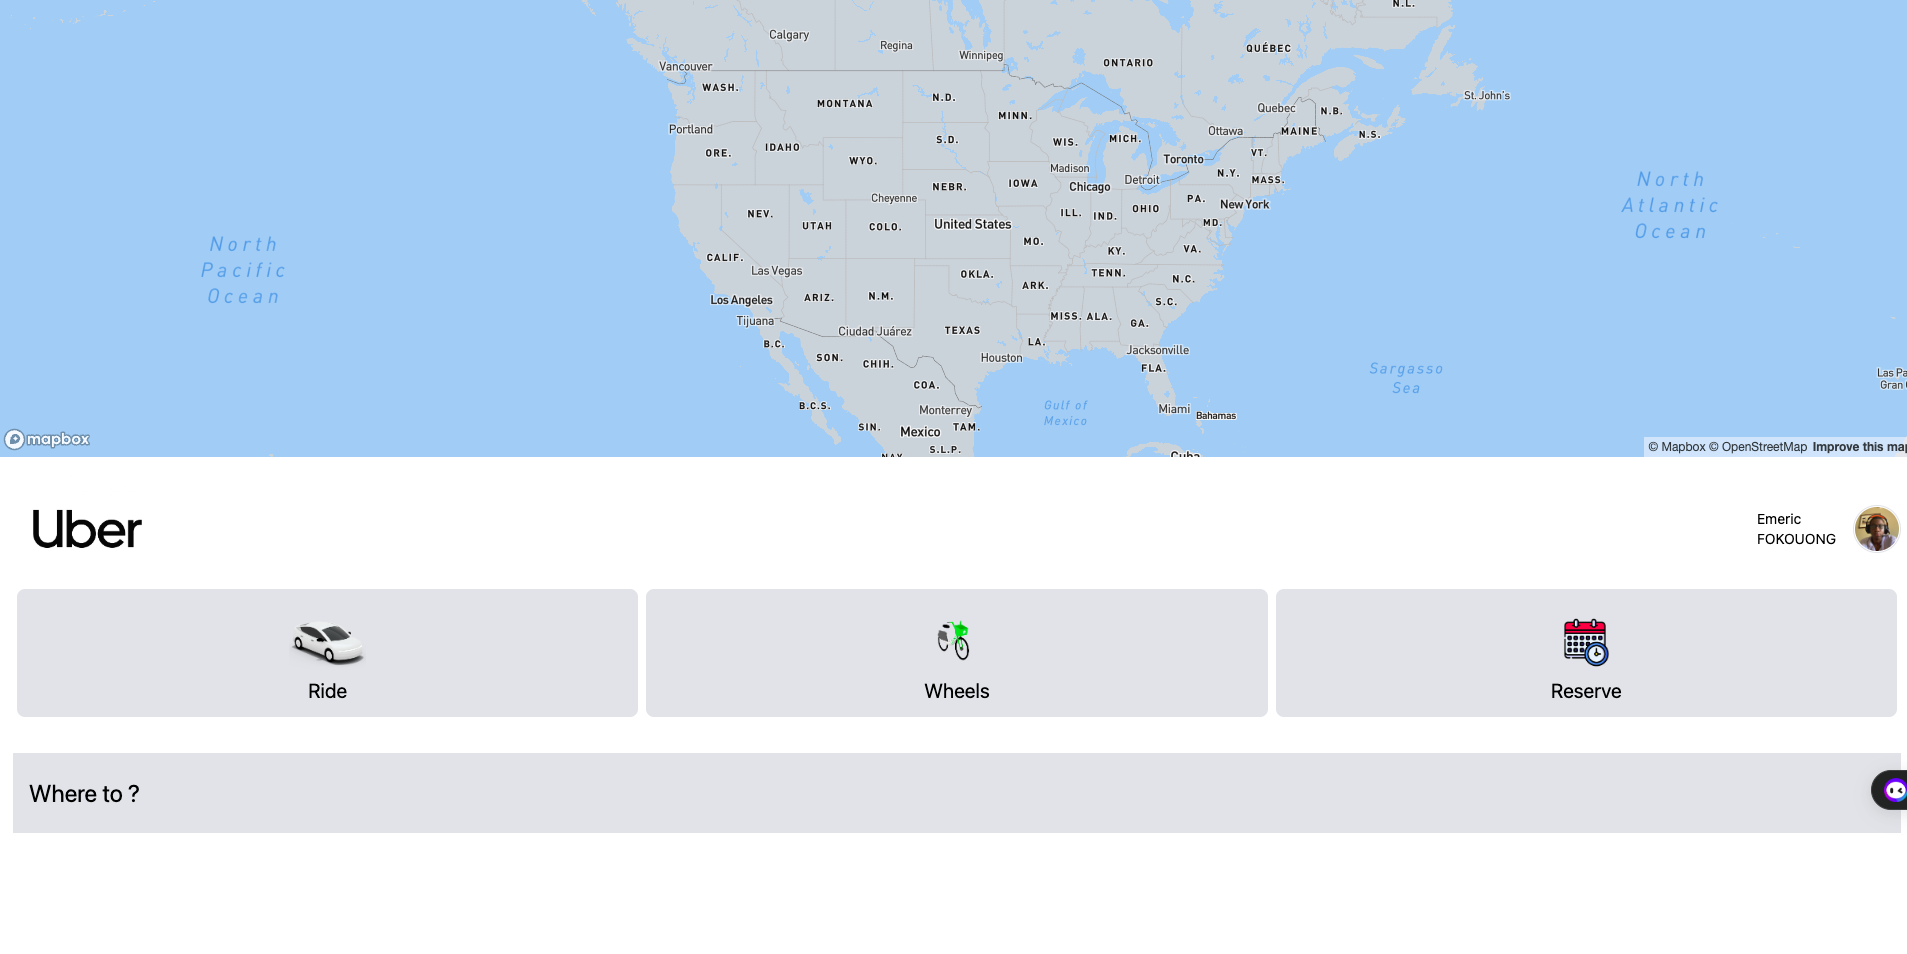 N.L.
Calgary
Regina
Winnipeg
ONTARIO
QUÉBEC
Vancouver
WASH.
MONTANA
N.D.
MINN.
St. John's
Portland
ORE.
IDAHO
WYO.
S.D.
WIS.
MICH.
Ottawa
Quebec
MAINE
N.B.
N.S.
Madison
Toronto
VT.
N.Y.
MASS.
Cheyenne
NEBR.
IOWA
Chicago
Detroit
PA.
New York
NEV.
UTAH
COLO.
United States
ILL.
IND.
OHIO
MD.
North
Pacific
Ocean
North
Atlantic
Ocean
CALIF.
Las Vegas
MO.
KY.
VA.
OKLA.
ARK.
TENN.
N.C.
Los Angeles
ARIZ.
N.M.
S.C.
Tijuana
Ciudad Juárez
TEXAS
MISS.
ALA.
GA.
B.C.
SON.
CHIH.
Houston
LA.
Jacksonville
FLA.
COA.
Sargasso
Sea
Las Pa
Gran
B.C.S.
Monterrey
Gulf of
Mexico
Miami
Bahamas
SIN.
Mexico
TAM.
S.L.P.
NAY.
Cuba
mapbox
© Mapbox © OpenStreetMap Improve this map
Uber
Emeric
FOKOUONG
Ride
Wheels
Reserve
Where to ?